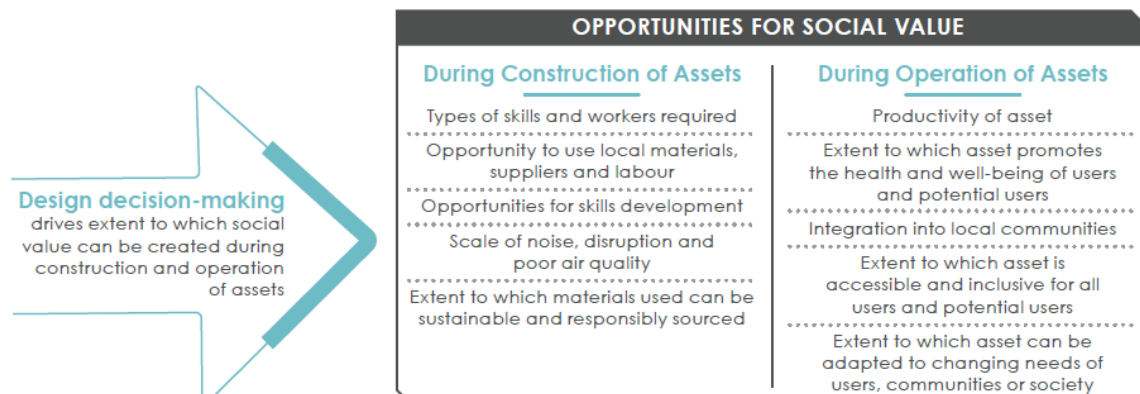 OPPORTUNITIES FOR SOCIAL VALUE
Design decision-making
drives extent to which social
value can be created during
construction and operation
of assets
During Construction of Assets
Types of skills and workers required
Opportunity to use local materials,
suppliers and labour
Opportunities for skills development
Scale of noise, disruption and
poor air quality
Extent to which materials used can be
sustainable and responsibly sourced
During Operation of Assets
Productivity of asset
Extent to which asset promotes
the health and well-being of users
and potential users
Integration into local communities
Extent to which asset is
accessible and inclusive for all
users and potential users
Extent to which asset can be
adapted to changing needs of
users, communities or society